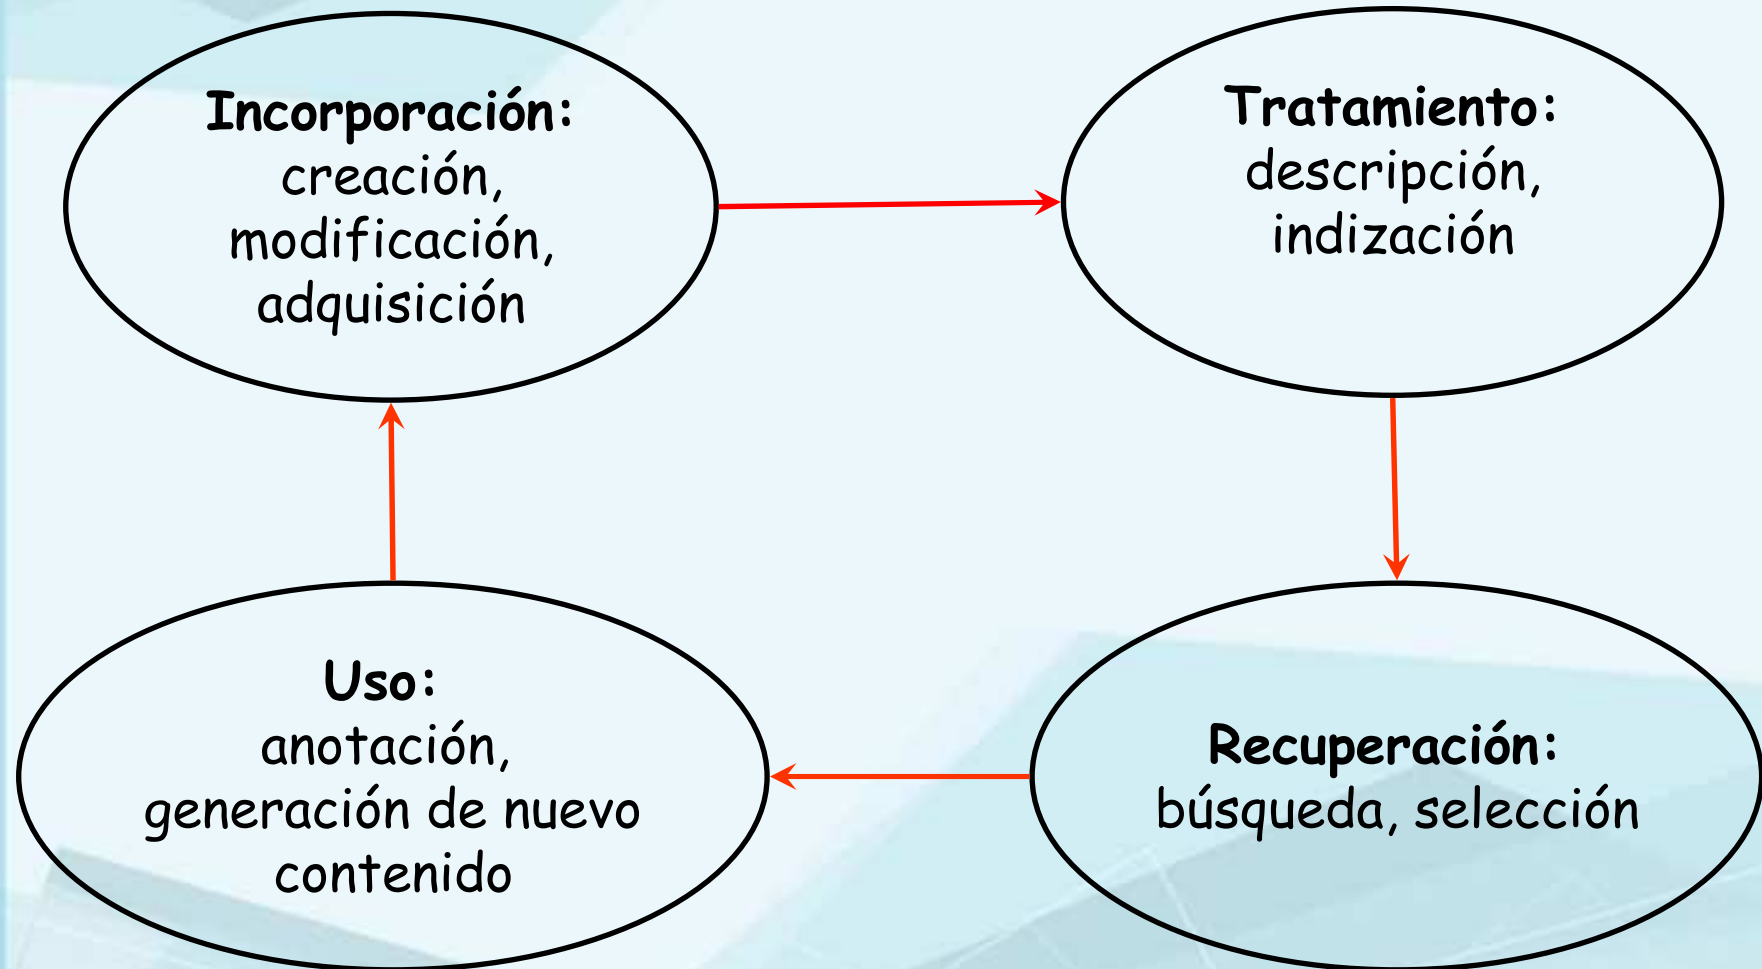 Incorporación:
creación,
modificación,
adquisición
Tratamiento:
descripción,
indización
Uso:
anotación,
generación de nuevo
contenido
Recuperación:
búsqueda, selección